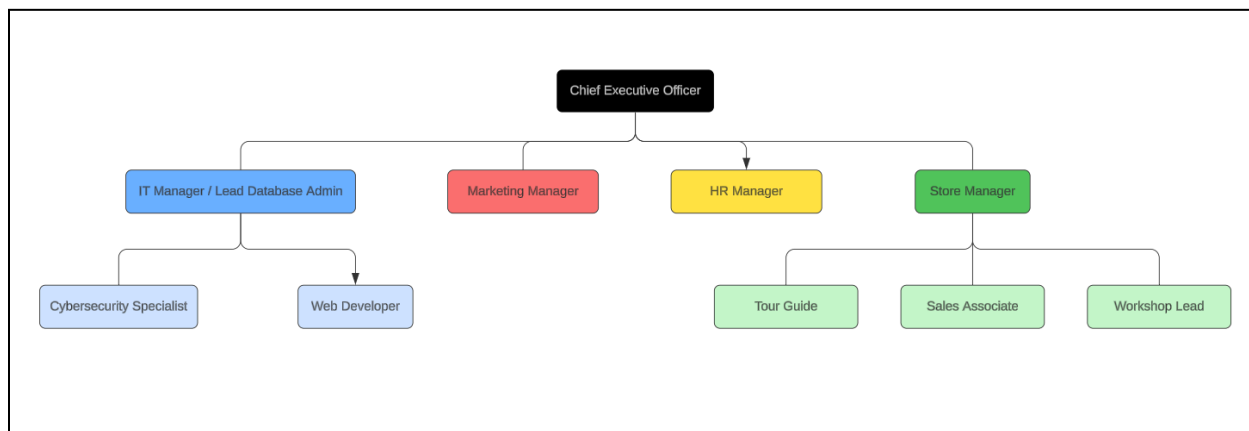 Chief Executive Officer
IT Manager / Lead Database Admin
Marketing Manager
HR Manager
Store Manager
Cybersecurity Specialist
Web Developer
Tour Guide
Sales Associate
Workshop Lead